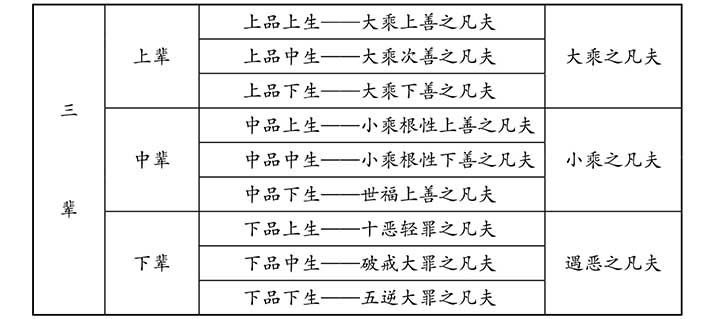 三辈
上辈
上品上生——大乘上善之凡夫
上品中生——大乘次善之凡夫
上品下生——大乘下善之凡夫
大乘之凡夫
中辈
中品上生——小乘根性上善之凡夫
中品中生——小乘根性下善之凡夫
中品下生——世福上善之凡夫
小乘之凡夫
下辈
下品上生——十恶轻罪之凡夫
下品中生——破戒大罪之凡夫
下品下生——五逆大罪之凡夫
遇恶之凡夫